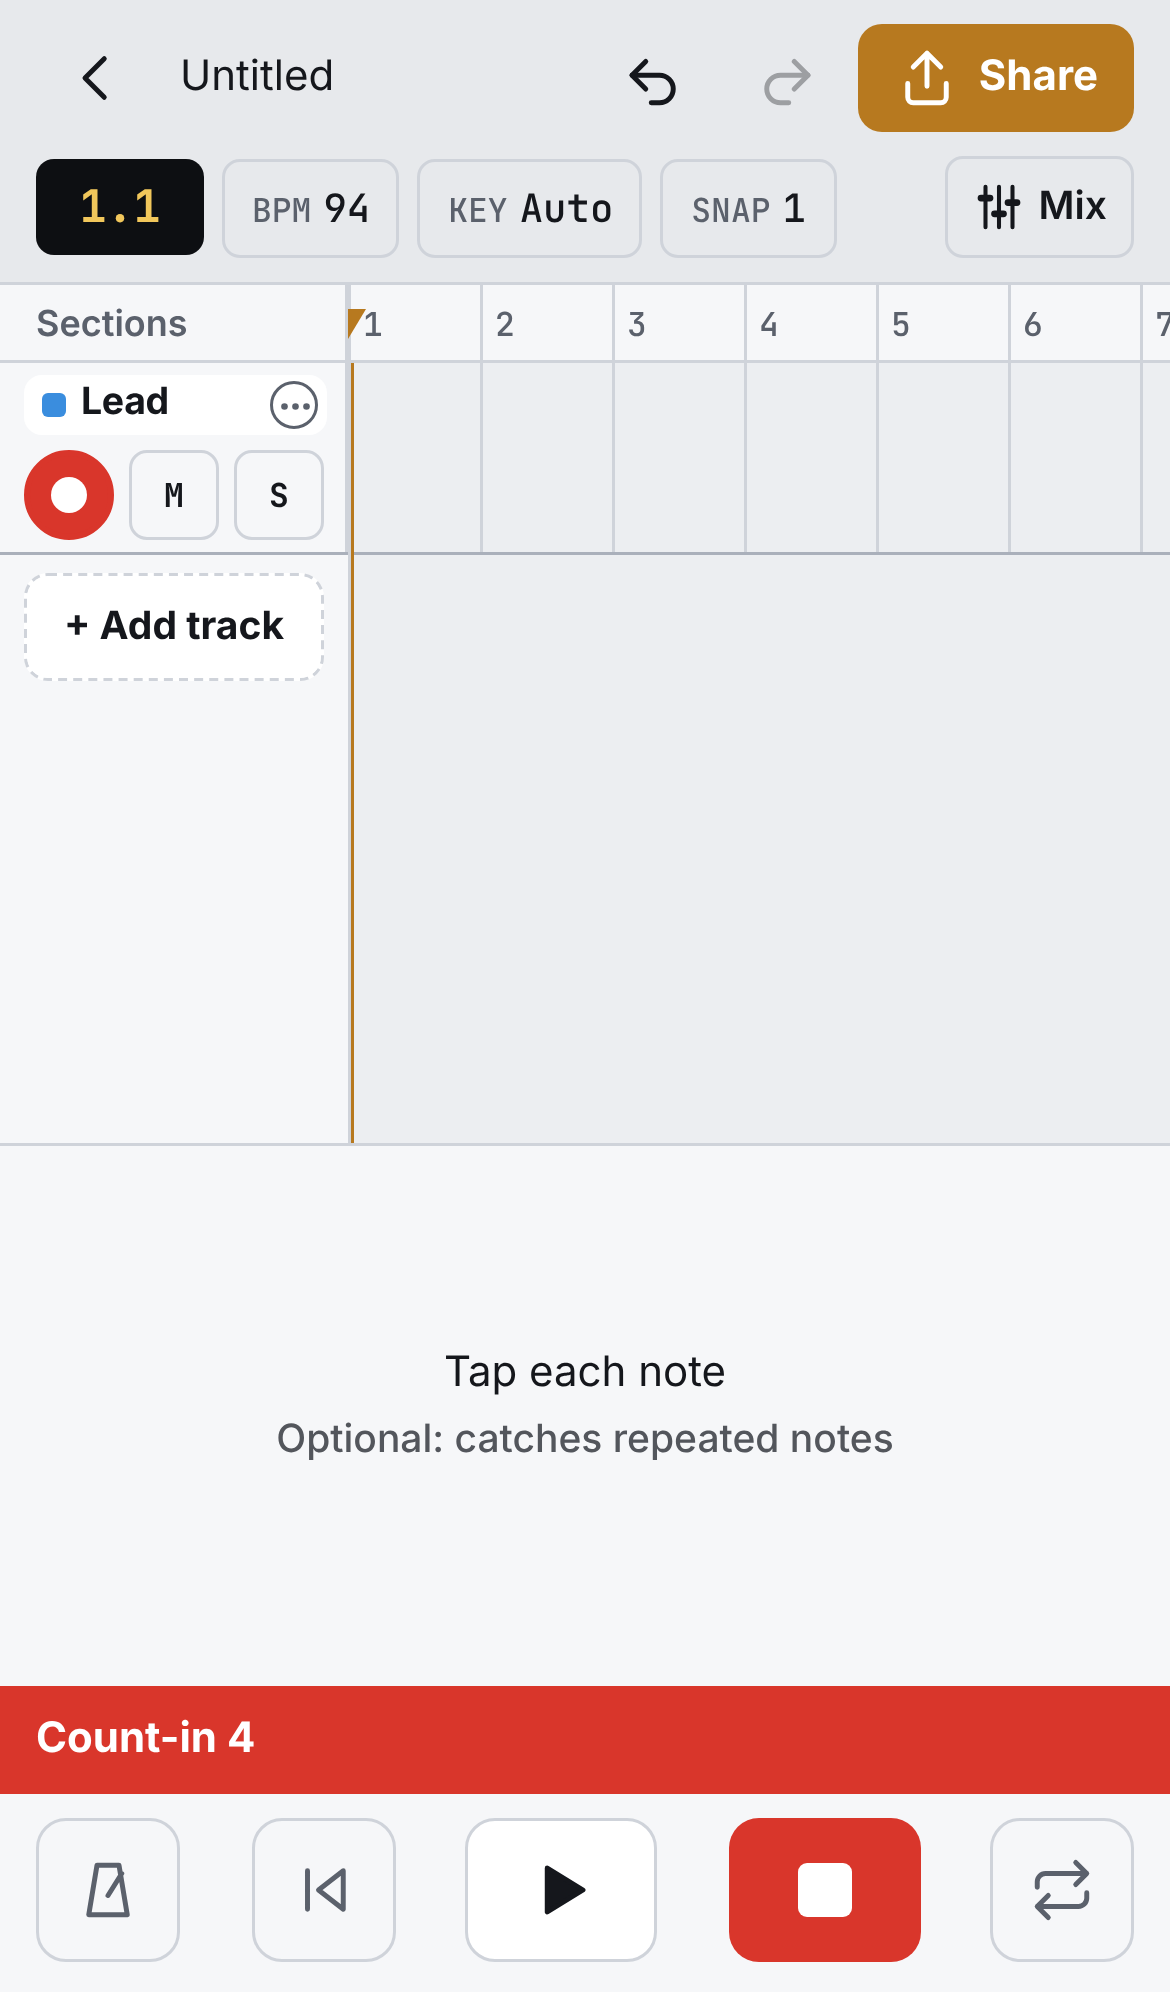 Untitled
Share
1.1
BPM 94
KEY Auto
SNAP 1
Mix
Sections
1 2 3 4 5 6 7
Lead
M S
+ Add track
Tap each note
Optional: catches repeated notes
Count-in 4